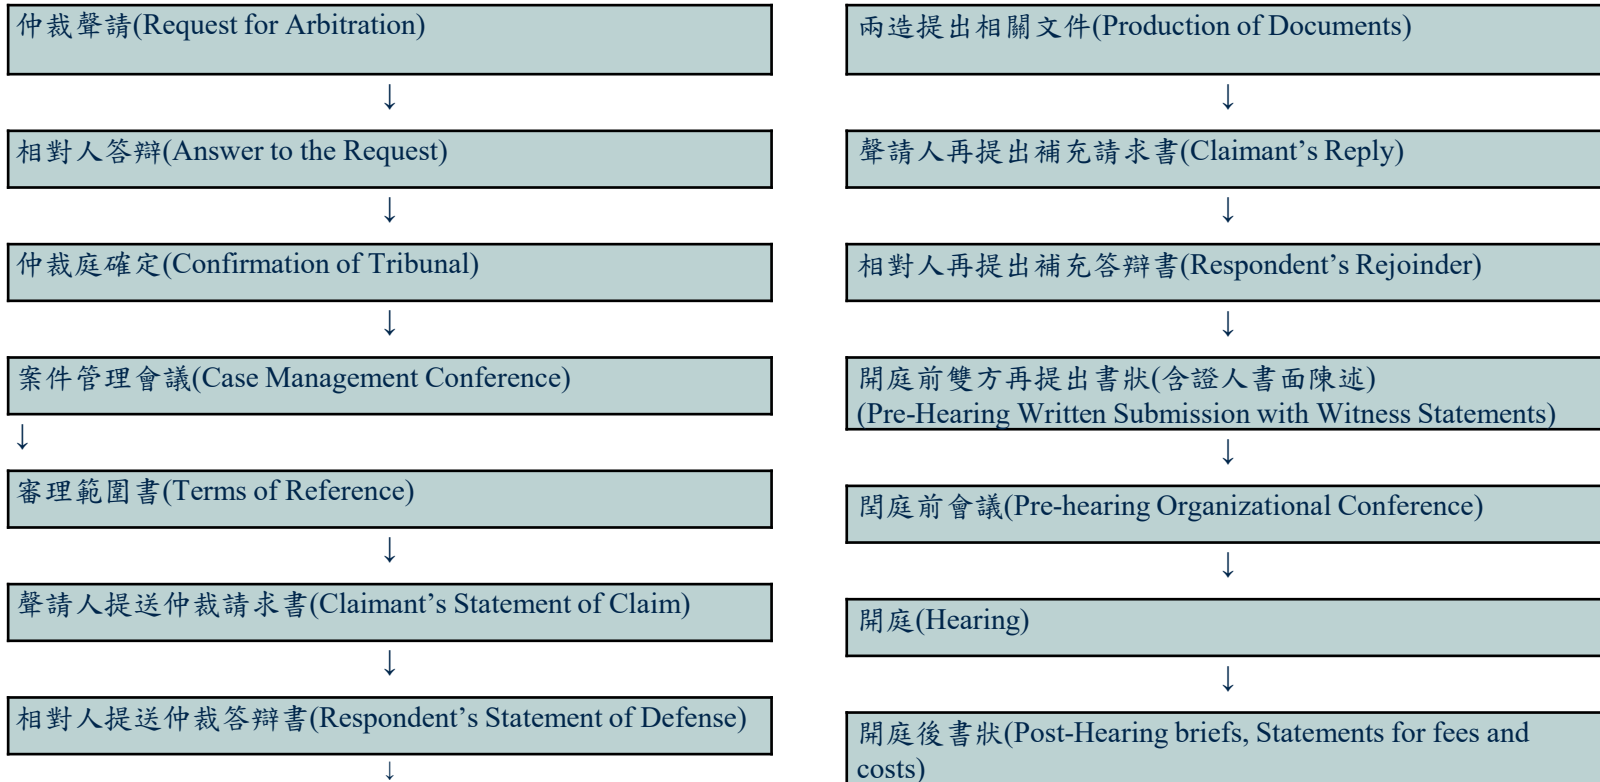 仲裁聲請(Request for Arbitration)
↓
相對人答辯(Answer to the Request)
↓
仲裁庭確定(Confirmation of Tribunal)
↓
案件管理會議(Case Management Conference)
↓
審理範圍書(Terms of Reference)
↓
聲請人提送仲裁請求書(Claimant’s Statement of Claim)
↓
相對人提送仲裁答辯書(Respondent’s Statement of Defense)
↓
兩造提出相關文件(Production of Documents)
↓
聲請人再提出補充請求書(Claimant’s Reply)
↓
相對人再提出補充答辯書(Respondent’s Rejoinder)
↓
開庭前雙方再提出書狀(含證人書面陳述)
(Pre-Hearing Written Submission with Witness Statements)
↓
閏庭前會議(Pre-hearing Organizational Conference)
↓
開庭(Hearing)
↓
開庭後書狀(Post-Hearing briefs, Statements for fees and
costs)